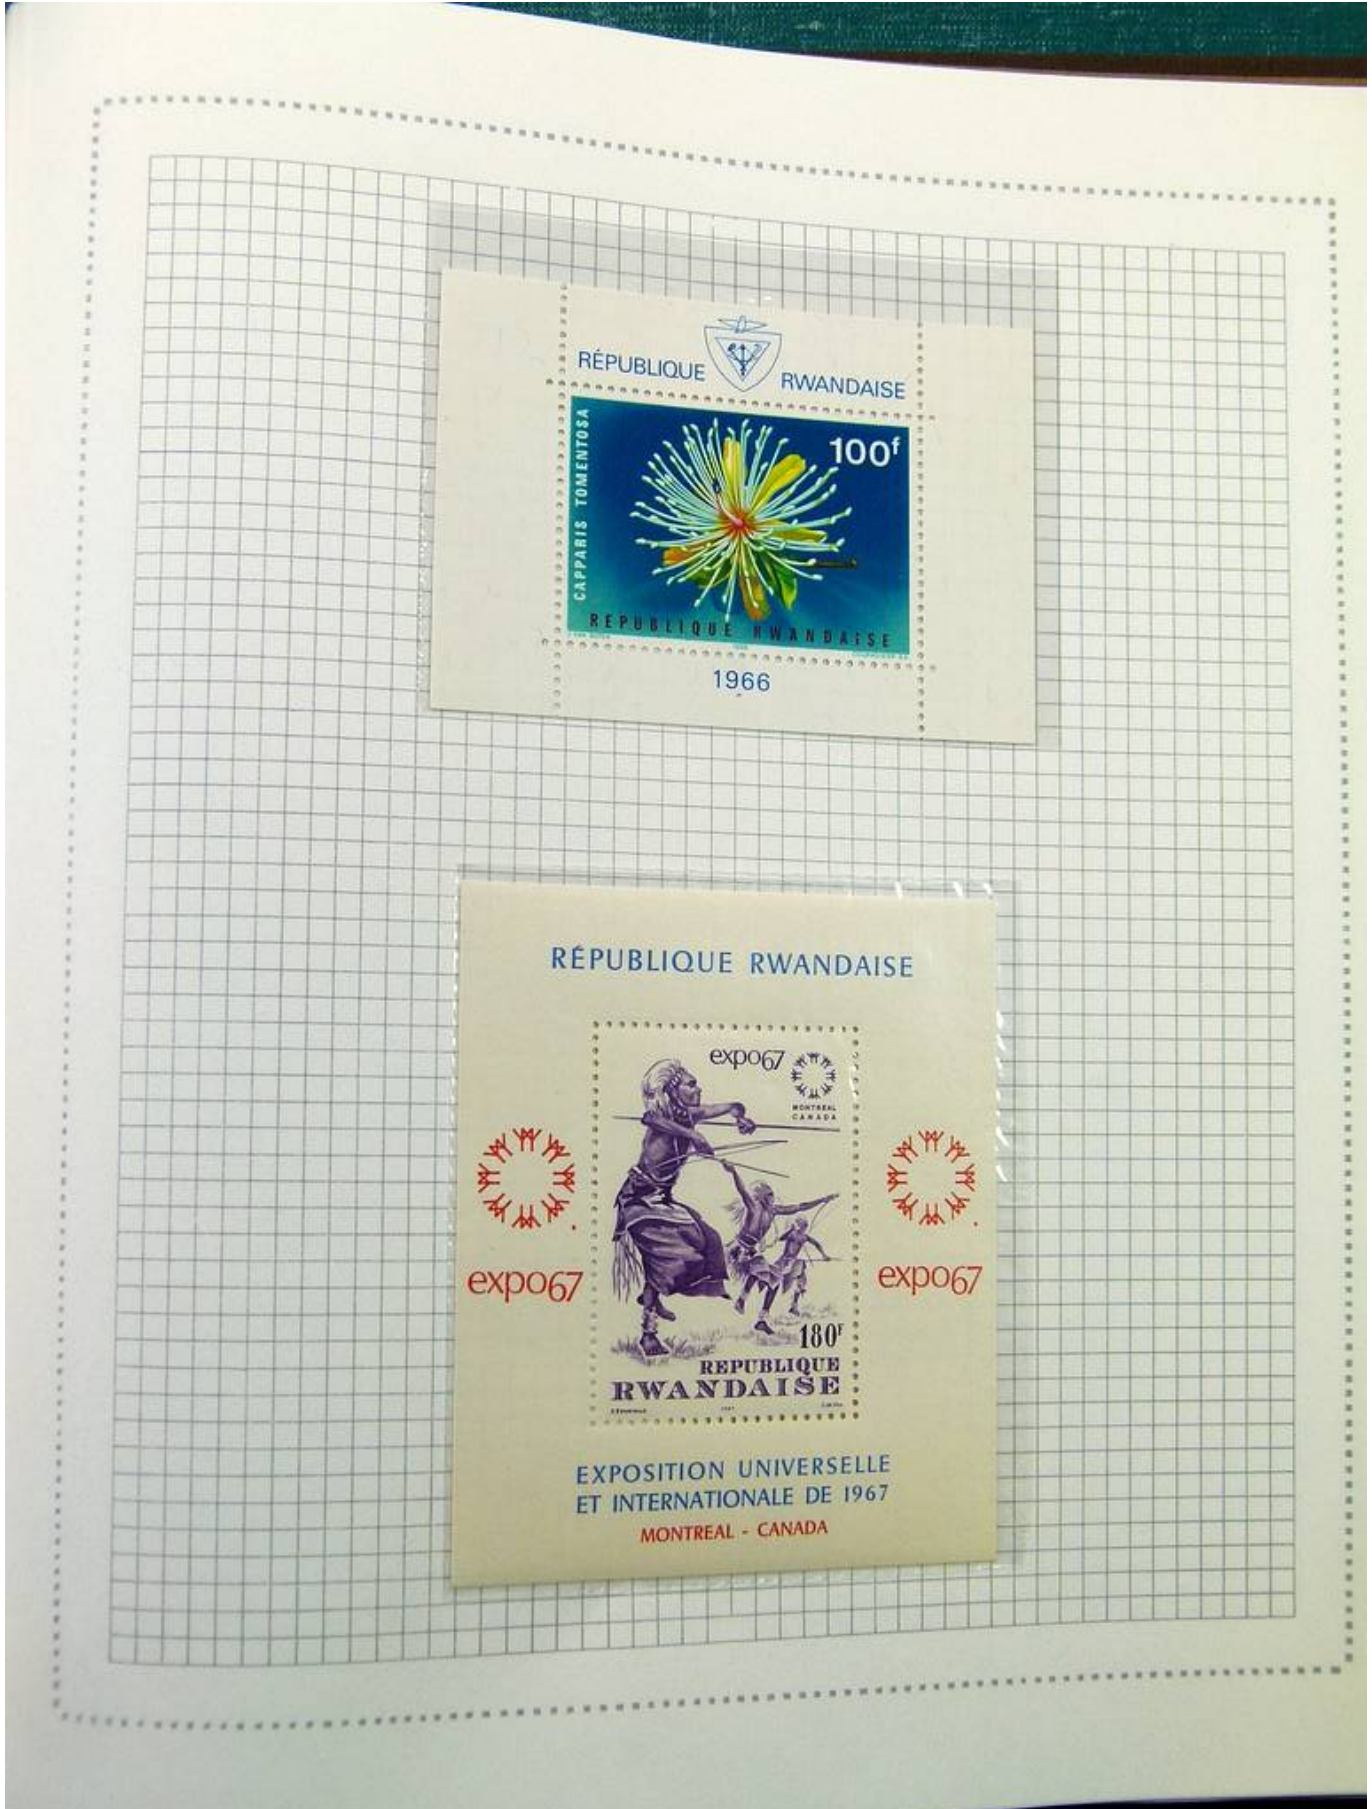 RÉPUBLIQUE RWANDAISE
CAPPARIS TOMENTOSA
100f
REPUBLIQUE RWANDAISE
1966
RÉPUBLIQUE RWANDAISE
expo67
MONTREAL
CANADA
expo67
expo67
180F
REPUBLIQUE
RWANDAISE
EXPOSITION UNIVERSELLE
ET INTERNATIONALE DE 1967
MONTREAL - CANADA